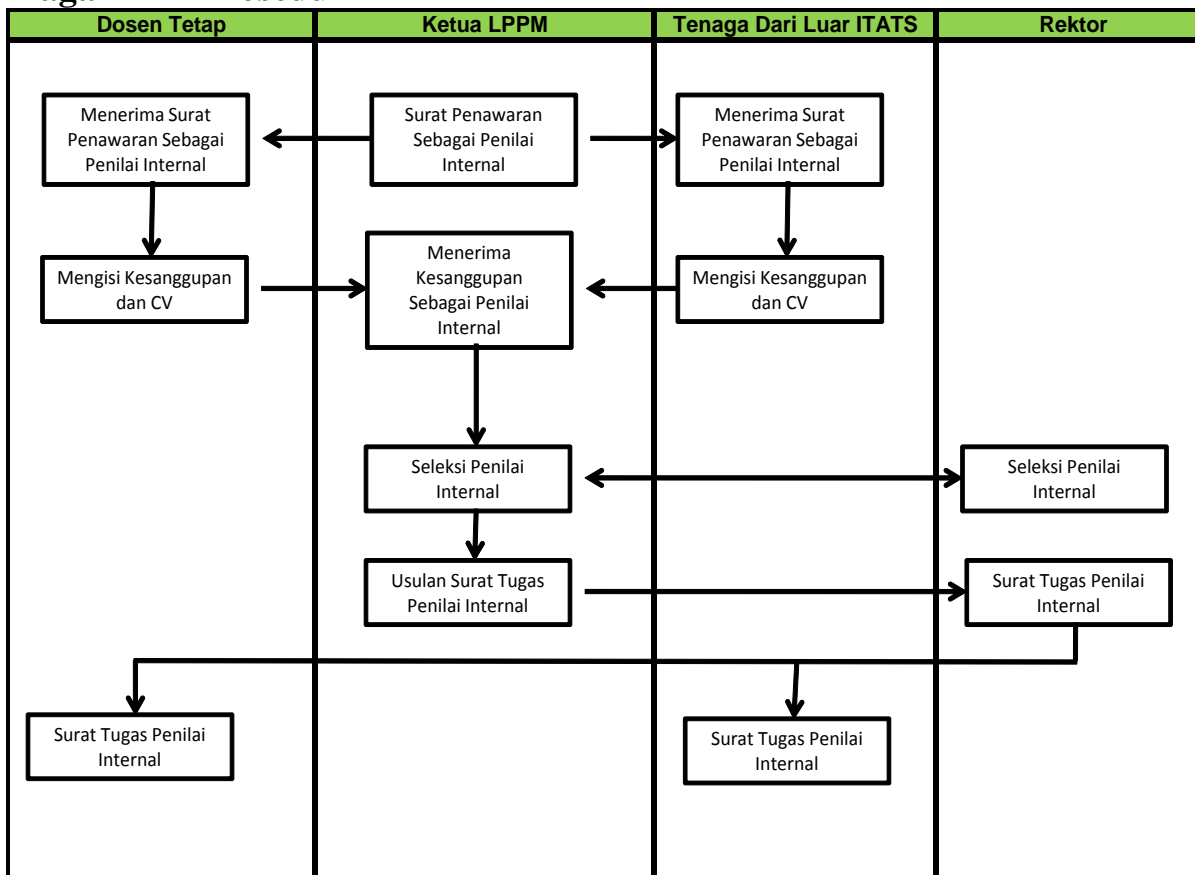 Dosen Tetap
Ketua LPPM
Tenaga Dari Luar ITATS
Rektor
Menerima Surat
Penawaran Sebagai
Penilai Internal
Surat Penawaran
Sebagai Penilai
Internal
Menerima Surat
Penawaran Sebagai
Penilai Internal
Mengisi Kesanggupan
dan CV
Menerima
Kesanggupan
Sebagai Penilai
Internal
Mengisi Kesanggupan
dan CV
Seleksi Penilai
Internal
Seleksi Penilai
Internal
Usulan Surat Tugas
Penilai Internal
Surat Tugas Penilai
Internal
Surat Tugas Penilai
Internal
Surat Tugas Penilai
Internal